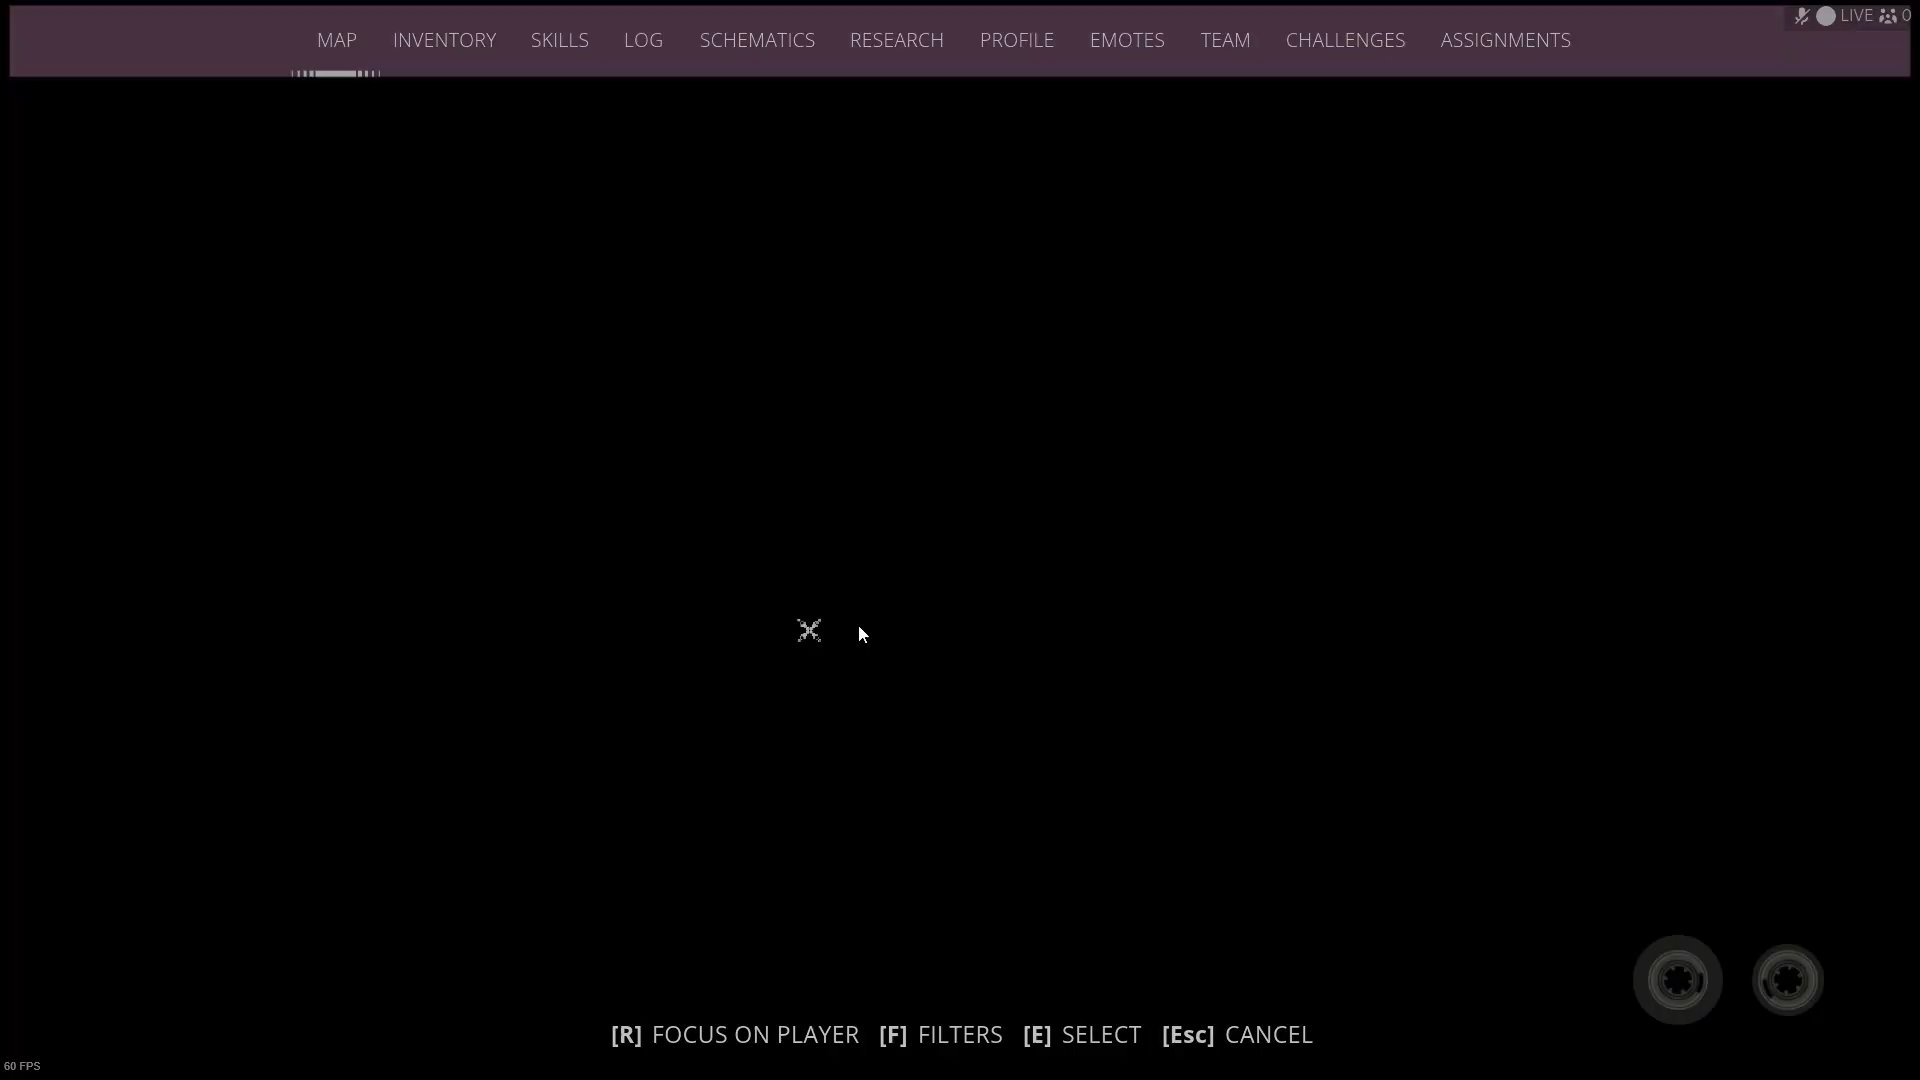 MAP INVENTORY SKILLS LOG SCHEMATICS RESEARCH PROFILE EMOTES TEAM CHALLENGES ASSIGNMENTS
LIVE 0
[R] FOCUS ON PLAYER [F] FILTERS [E] SELECT [Esc] CANCEL
60 FPS